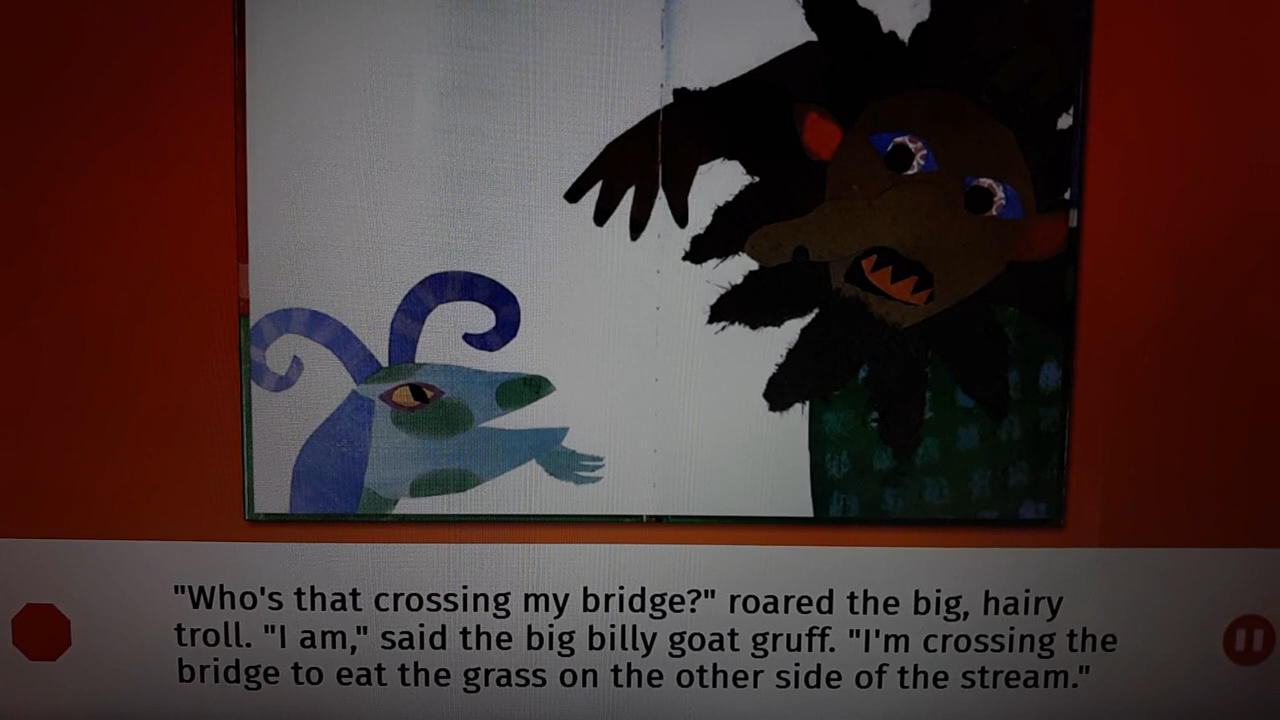 "Who's that crossing my bridge?" roared the big, hairy
troll. "I am," said the big billy goat gruff. "I'm crossing the
bridge to eat the grass on the other side of the stream."